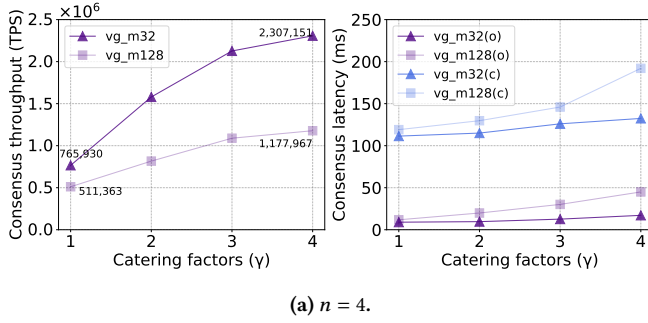 ×10⁶
2.5
2.0
1.5
1.0
0.5
0.0
Consensus throughput (TPS)
vg_m32
vg_m128
2,307,151
765,930
1,177,967
511,363
1 2 3 4
Catering factors (γ)
250
200
150
100
50
0
Consensus latency (ms)
vg_m32(o)
vg_m128(o)
vg_m32(c)
vg_m128(c)
1 2 3 4
Catering factors (γ)
(a) n = 4.